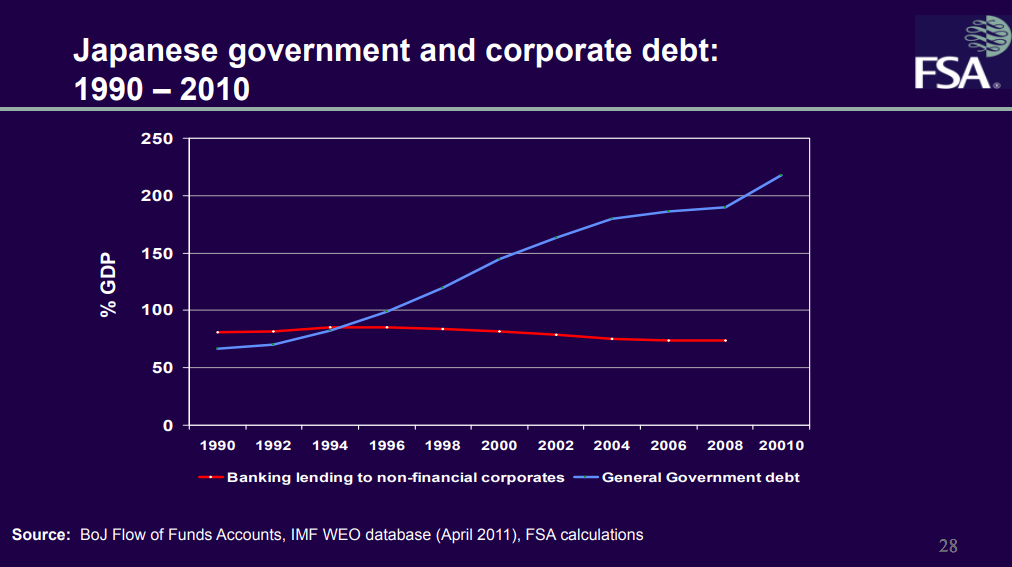 Japanese government and corporate debt:
1990 – 2010
FSA®
250
200
150
100
50
0
% GDP
1990 1992 1994 1996 1998 2000 2002 2004 2006 2008 20010
Banking lending to non-financial corporates General Government debt
Source: BoJ Flow of Funds Accounts, IMF WEO database (April 2011), FSA calculations
28